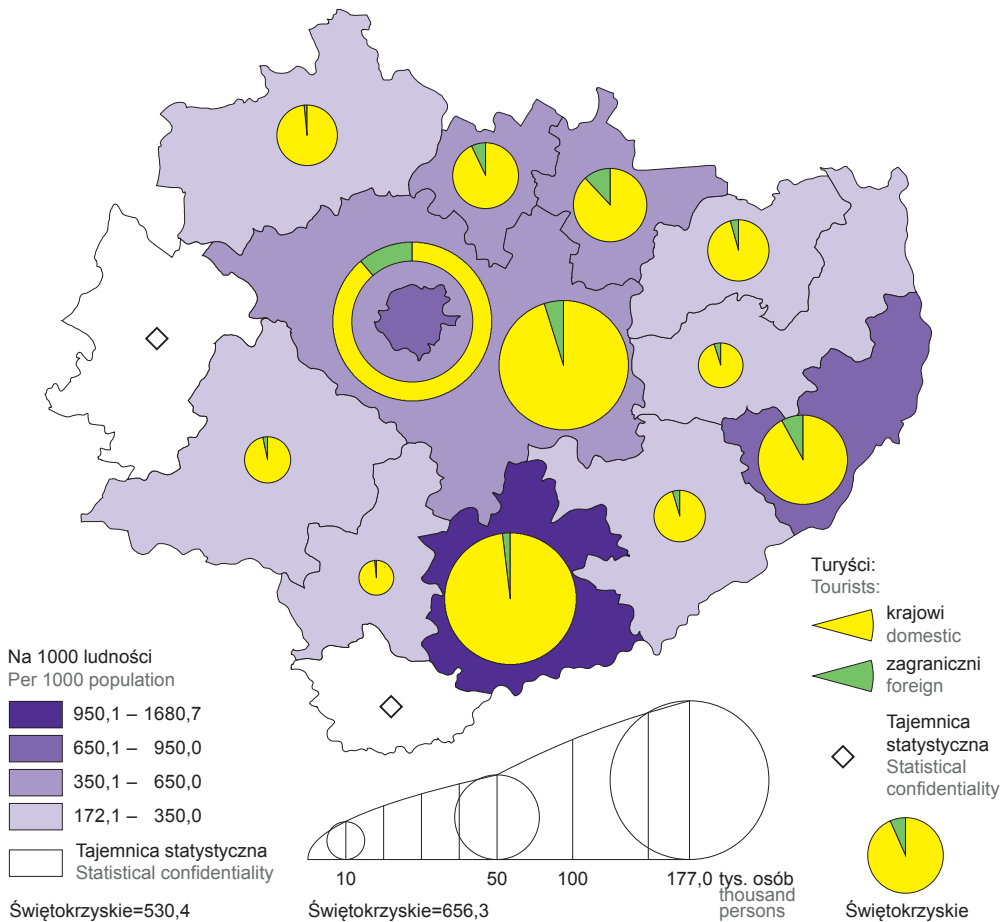 Turyści:
Tourists:
krajowi
domestic
zagraniczni
foreign
Tajemnica
statystyczna
Statistical
confidentiality
Świętokrzyskie
Na 1000 ludności
Per 1000 population
950,1 – 1680,7
650,1 – 950,0
350,1 – 650,0
172,1 – 350,0
Tajemnica statystyczna
Statistical confidentiality
Świętokrzyskie=530,4
10 50 100 177,0 tys. osób
thousand
persons
Świętokrzyskie=656,3